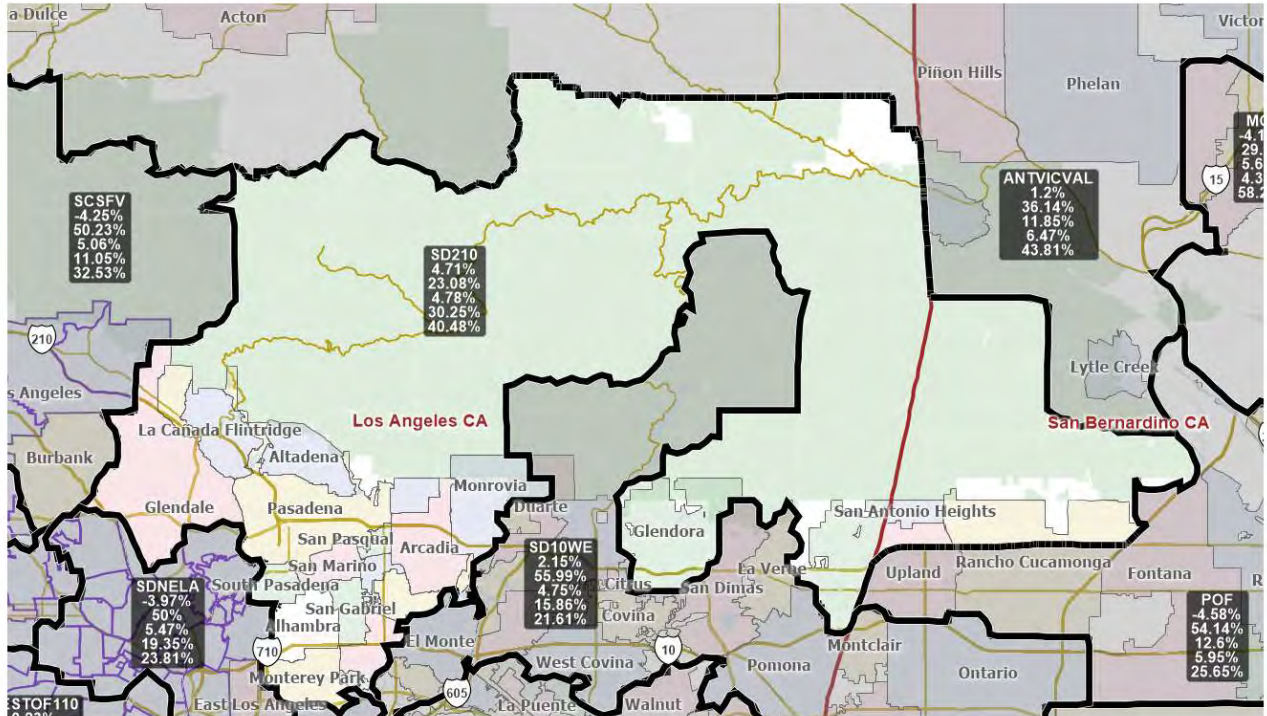 a Dulce
Acton
Victor
Piñon Hills
Phelan
MC
-4.1
29.
5.6
4.3
58.2
15
ANTVICVAL
1.2%
36.14%
11.85%
6.47%
43.81%
SCSFV
-4.25%
50.23%
5.06%
11.05%
32.53%
SD210
4.71%
23.08%
4.78%
30.25%
40.48%
210
Lytle Creek
s Angeles
Los Angeles CA
San Bernardino CA
La Cañada Flintridge
Burbank
Altadena
Monrovia
Glendale
Pasadena
Duarte
San Antonio Heights
Glendora
San Pasqual
Arcadia
San Marino
SD10WE
2.15%
55.99%
4.75%
15.86%
21.61%
La Verne
Upland
Rancho Cucamonga
Fontana
R
SDNELA
-3.97%
50%
5.47%
19.35%
23.81%
South Pasadena
Citrus
San Dimas
San Gabriel
Covina
POF
-4.58%
54.14%
12.6%
5.95%
25.65%
Alhambra
El Monte
Montclair
710
10
West Covina
Pomona
Ontario
Monterey Park
605
ESTOF110
East Los Angeles
La Puente
Walnut